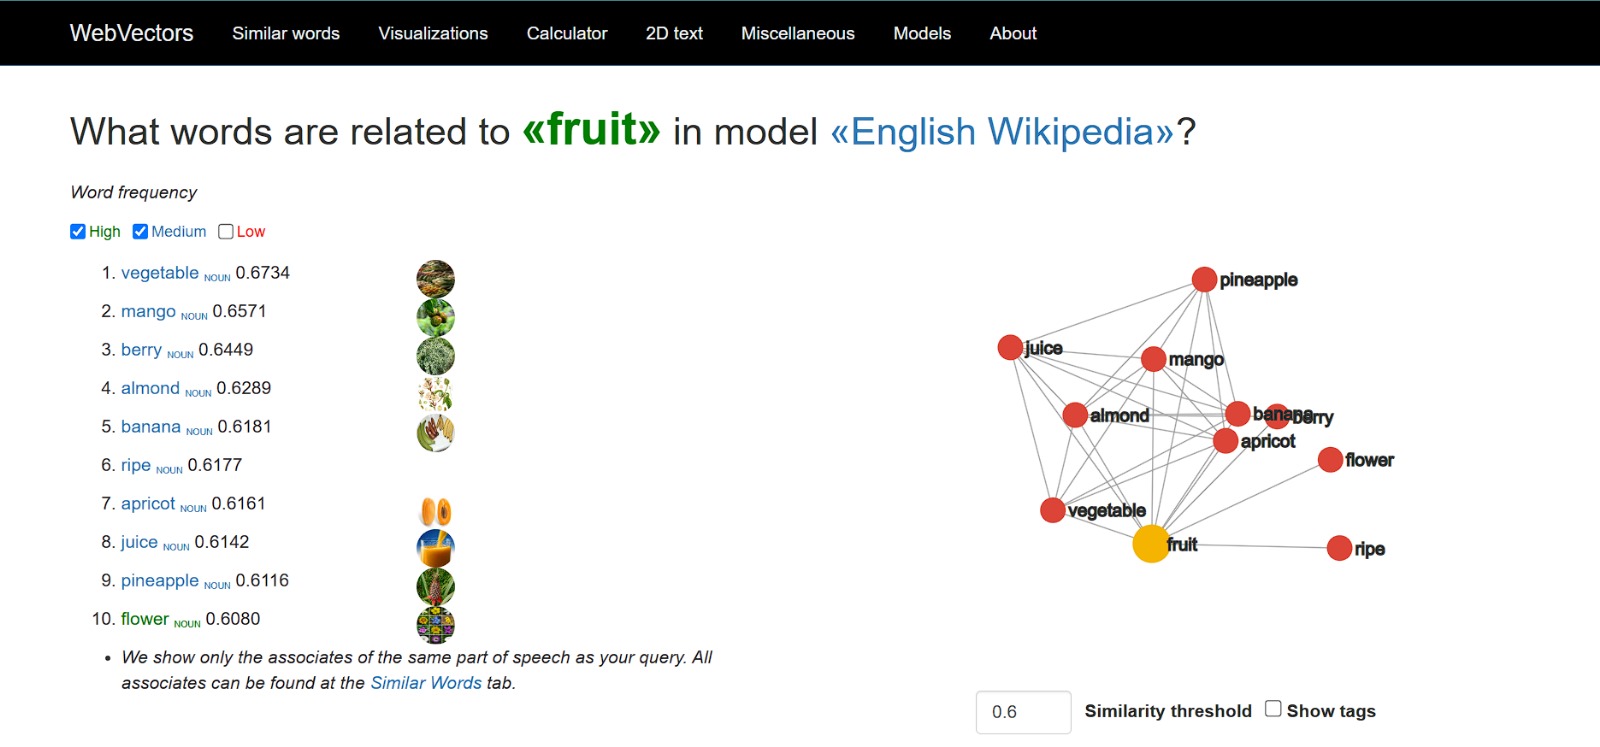 WebVectors Similar words Visualizations Calculator 2D text Miscellaneous Models About
What words are related to «fruit» in model «English Wikipedia»?
Word frequency
High Medium Low
1. vegetable NOUN 0.6734
2. mango NOUN 0.6571
3. berry NOUN 0.6449
4. almond NOUN 0.6289
5. banana NOUN 0.6181
6. ripe NOUN 0.6177
7. apricot NOUN 0.6161
8. juice NOUN 0.6142
9. pineapple NOUN 0.6116
10. flower NOUN 0.6080
• We show only the associates of the same part of speech as your query. All
associates can be found at the Similar Words tab.
pineapple
juice
mango
almond
banana
berry
apricot
flower
vegetable
fruit
ripe
0.6 Similarity threshold Show tags